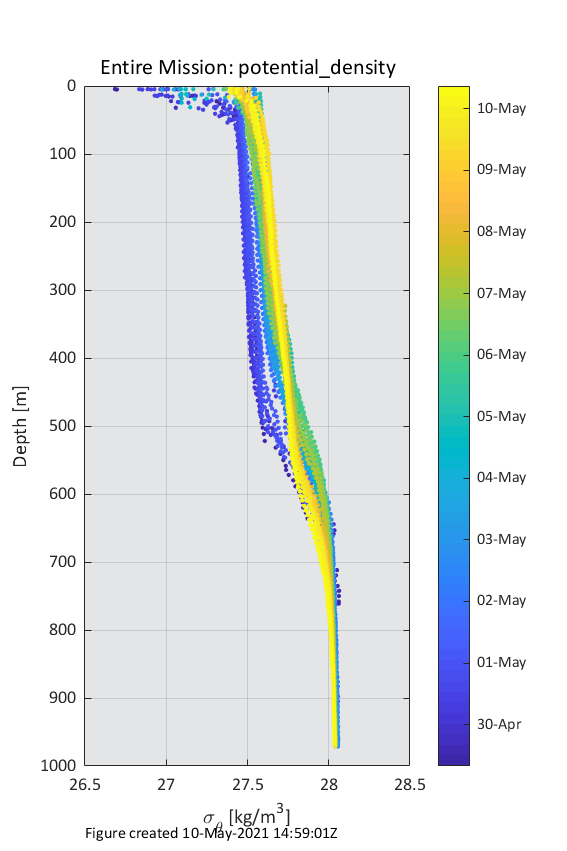 Entire Mission: potential_density
0
100
200
300
400
500
600
700
800
900
1000
Depth [m]
26.5 27 27.5 28 28.5
σθ [kg/m³]
10-May
09-May
08-May
07-May
06-May
05-May
04-May
03-May
02-May
01-May
30-Apr
Figure created 10-May-2021 14:59:01Z